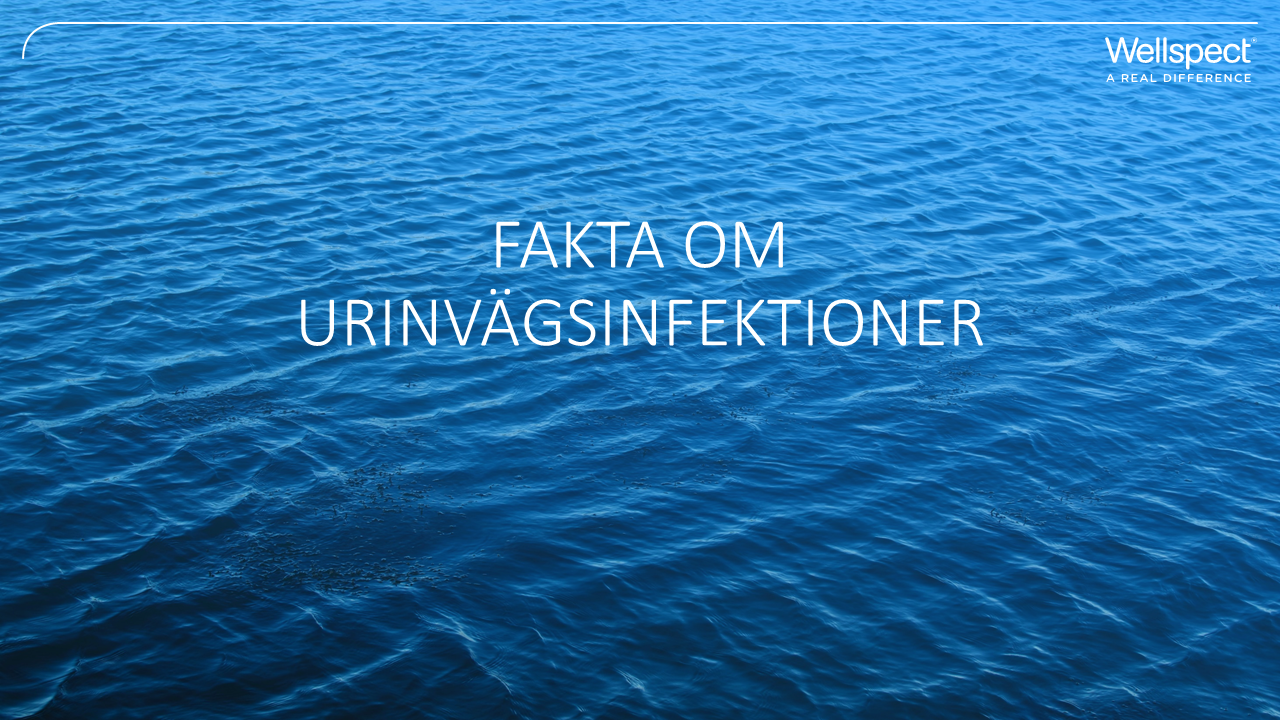 Wellspect®
A REAL DIFFERENCE
FAKTA OM
URINVÄGSINFEKTIONER